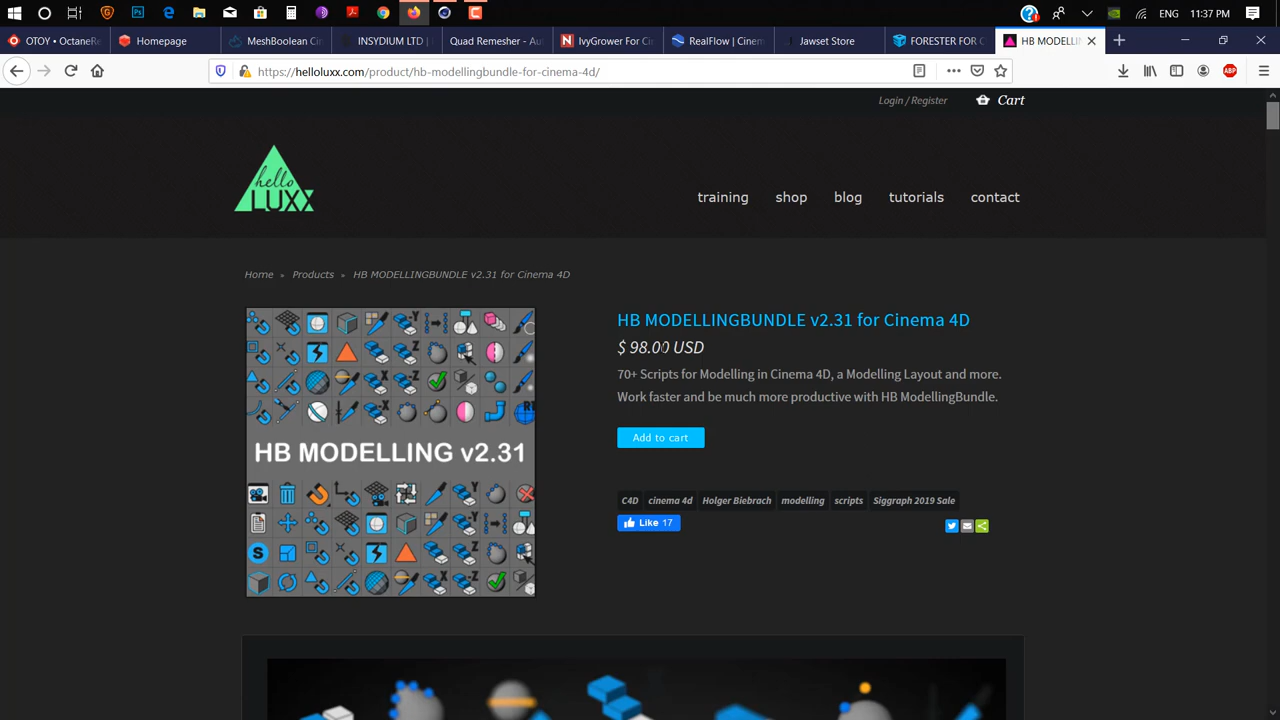 ENG 11:37 PM
OTOY • OctaneRe
Homepage
MeshBoolean Cin
INSYDIUM LTD |
Quad Remesher - Aut
IvyGrower For Ci
RealFlow | Cinem
Jawset Store
FORESTER FOR C
HB MODELLIN
https://helloluxx.com/product/hb-modellingbundle-for-cinema-4d/
ABP
Login / Register
Cart
hello
LUXX
training
shop
blog
tutorials
contact
Home » Products » HB MODELLINGBUNDLE v2.31 for Cinema 4D
HB MODELLINGBUNDLE v2.31 for Cinema 4D
$ 98.00 USD
70+ Scripts for Modelling in Cinema 4D, a Modelling Layout and more.
Work faster and be much more productive with HB ModellingBundle.
Add to cart
HB MODELLING v2.31
C4D
cinema 4d
Holger Biebrach
modelling
scripts
Siggraph 2019 Sale
Like 17